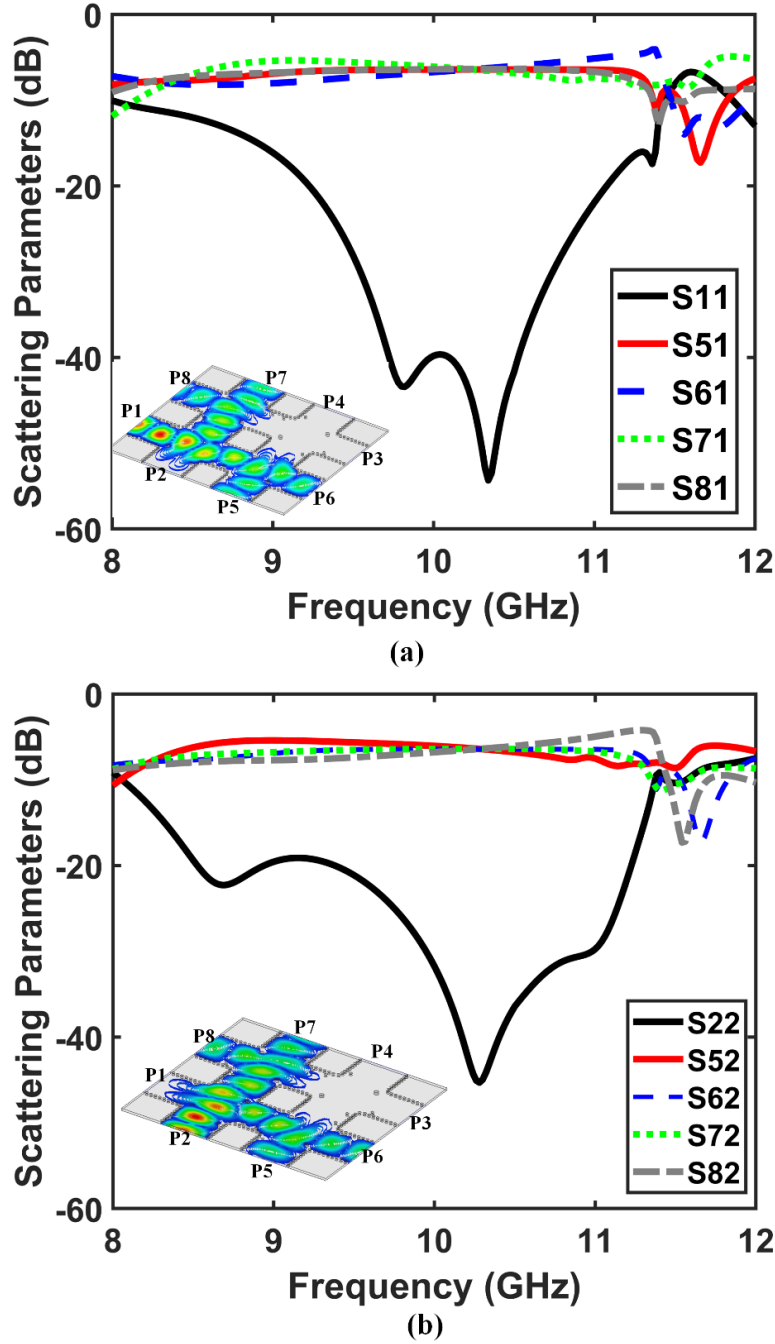 0
-20
-40
-60
Scattering Parameters (dB)
S11
S51
S61
S71
S81
P8
P7
P4
P1
P3
P2
P6
P5
8
9
10
11
12
Frequency (GHz)
(a)
0
-20
-40
-60
Scattering Parameters (dB)
S22
S52
S62
S72
S82
P8
P7
P4
P1
P3
P2
P6
P5
8
9
10
11
12
Frequency (GHz)
(b)